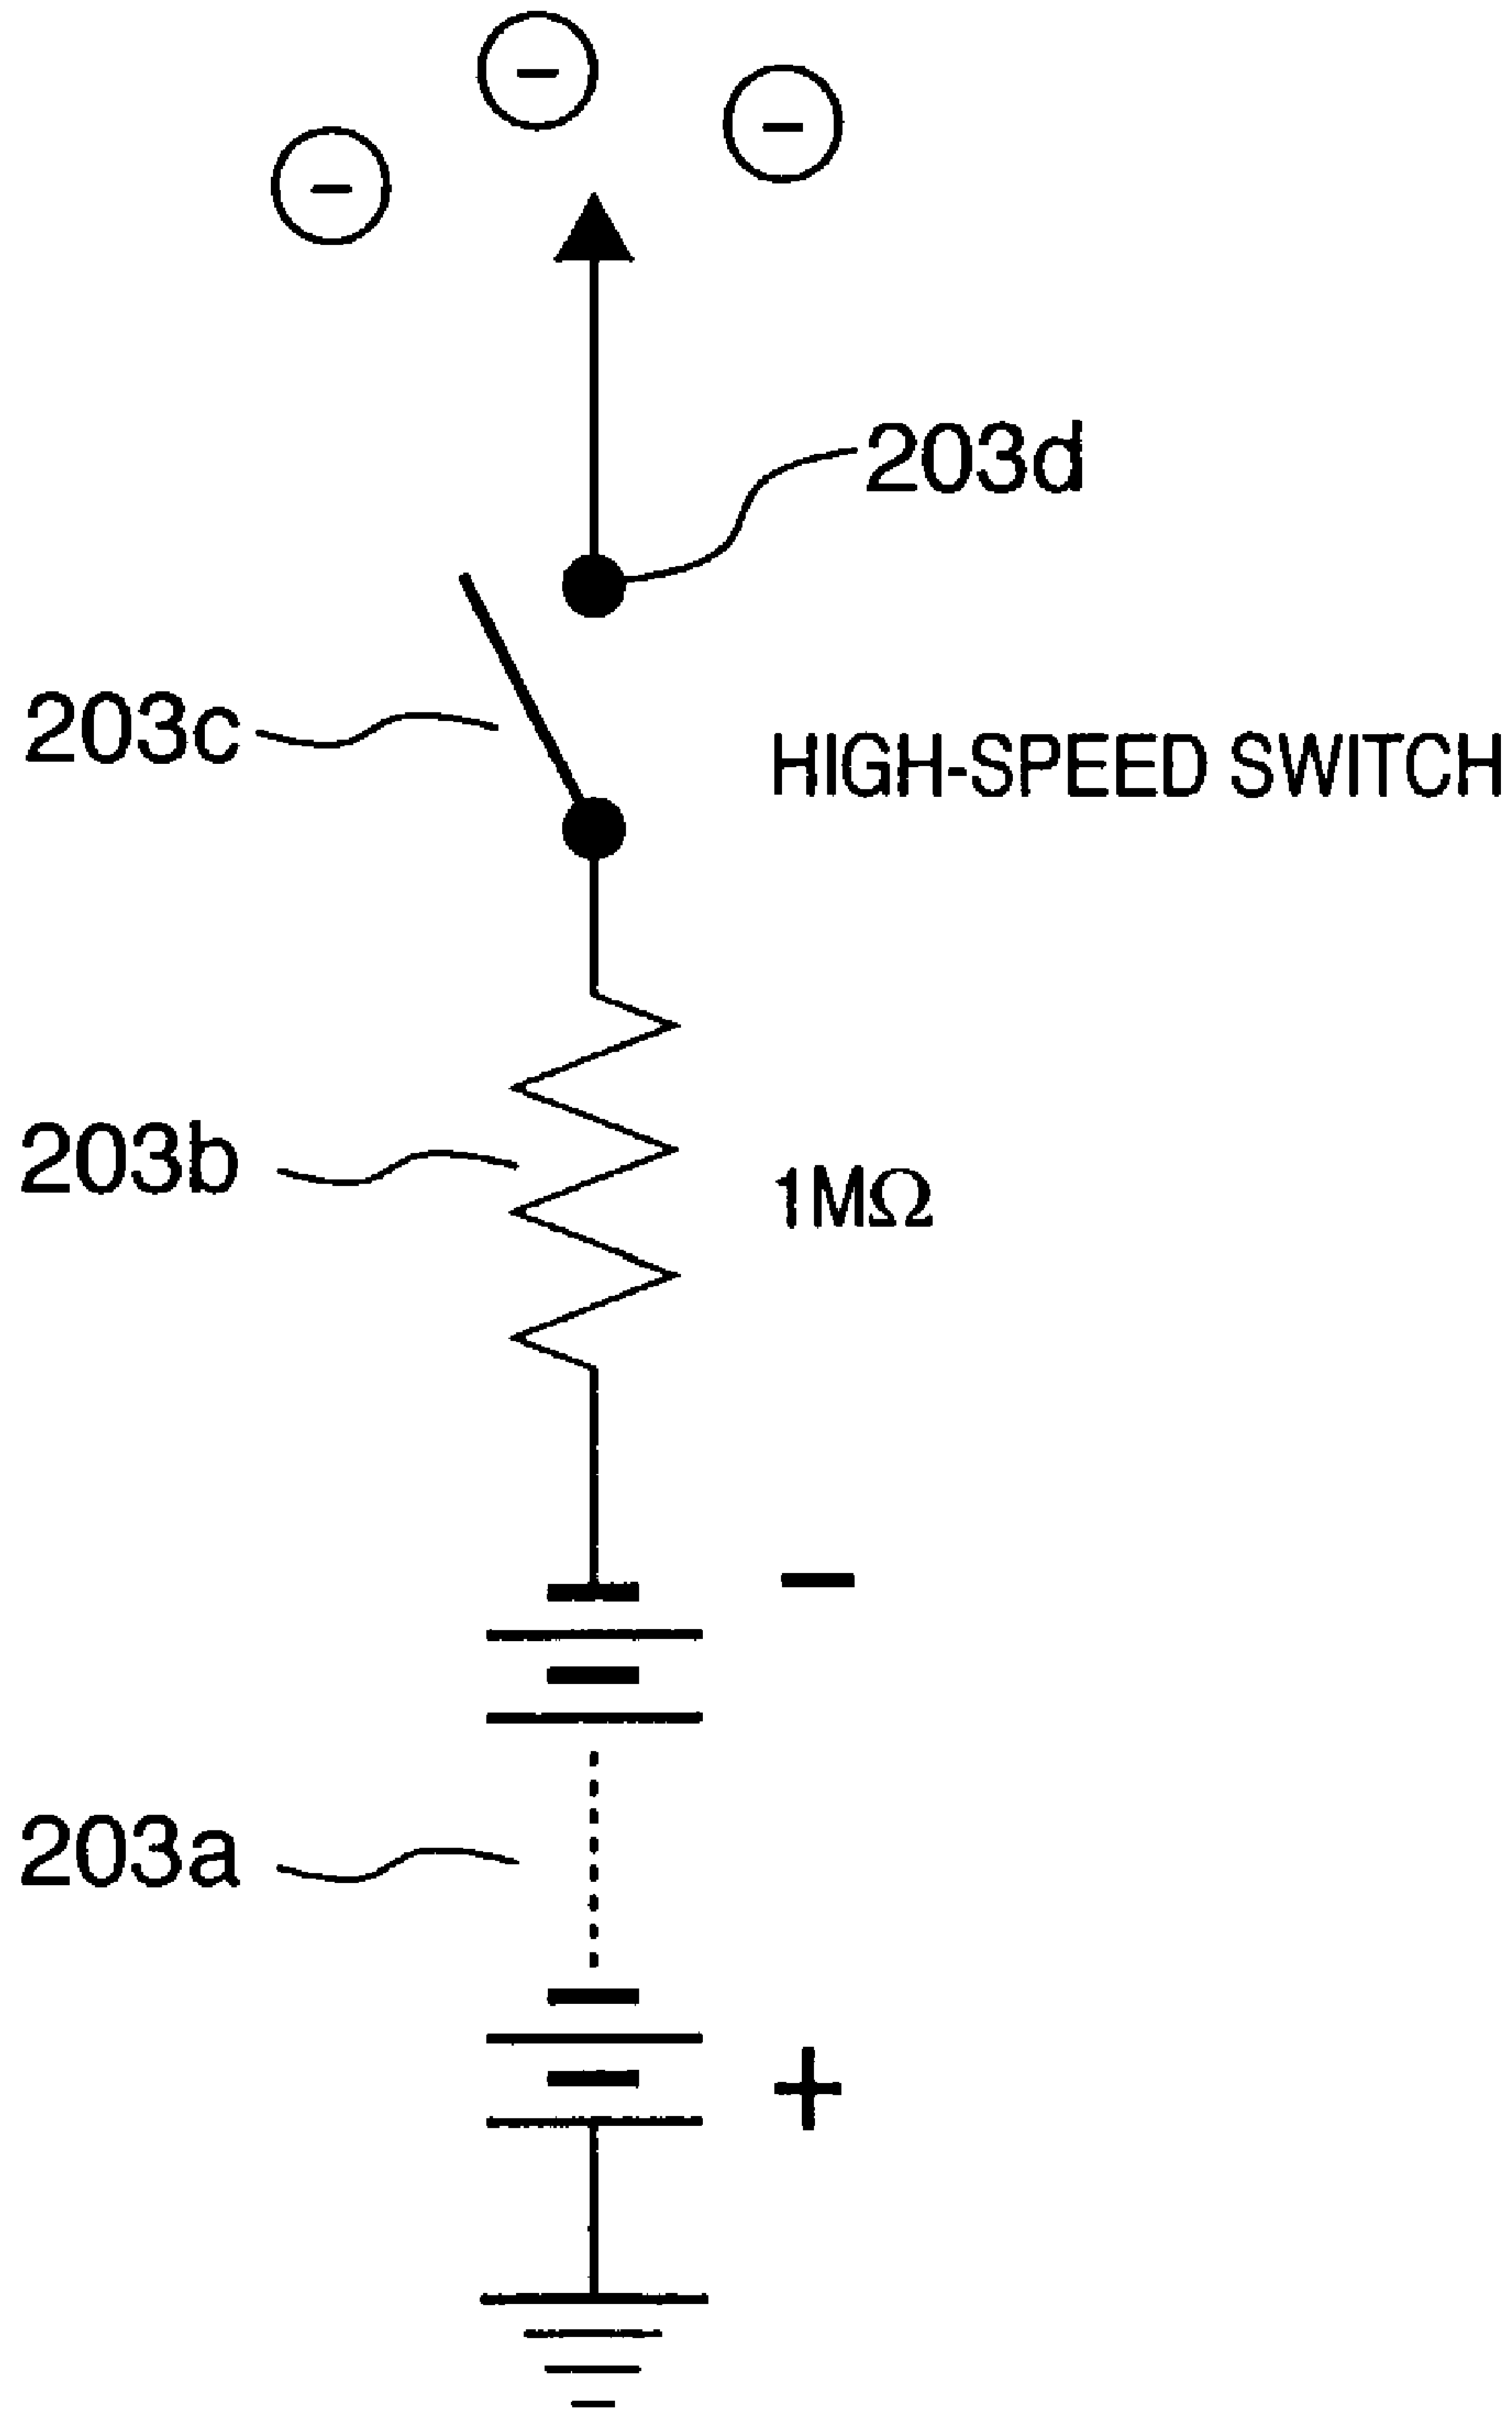 −
−
−
203d
203c
HIGH-SPEED SWITCH
203b
1MΩ
−
203a
+